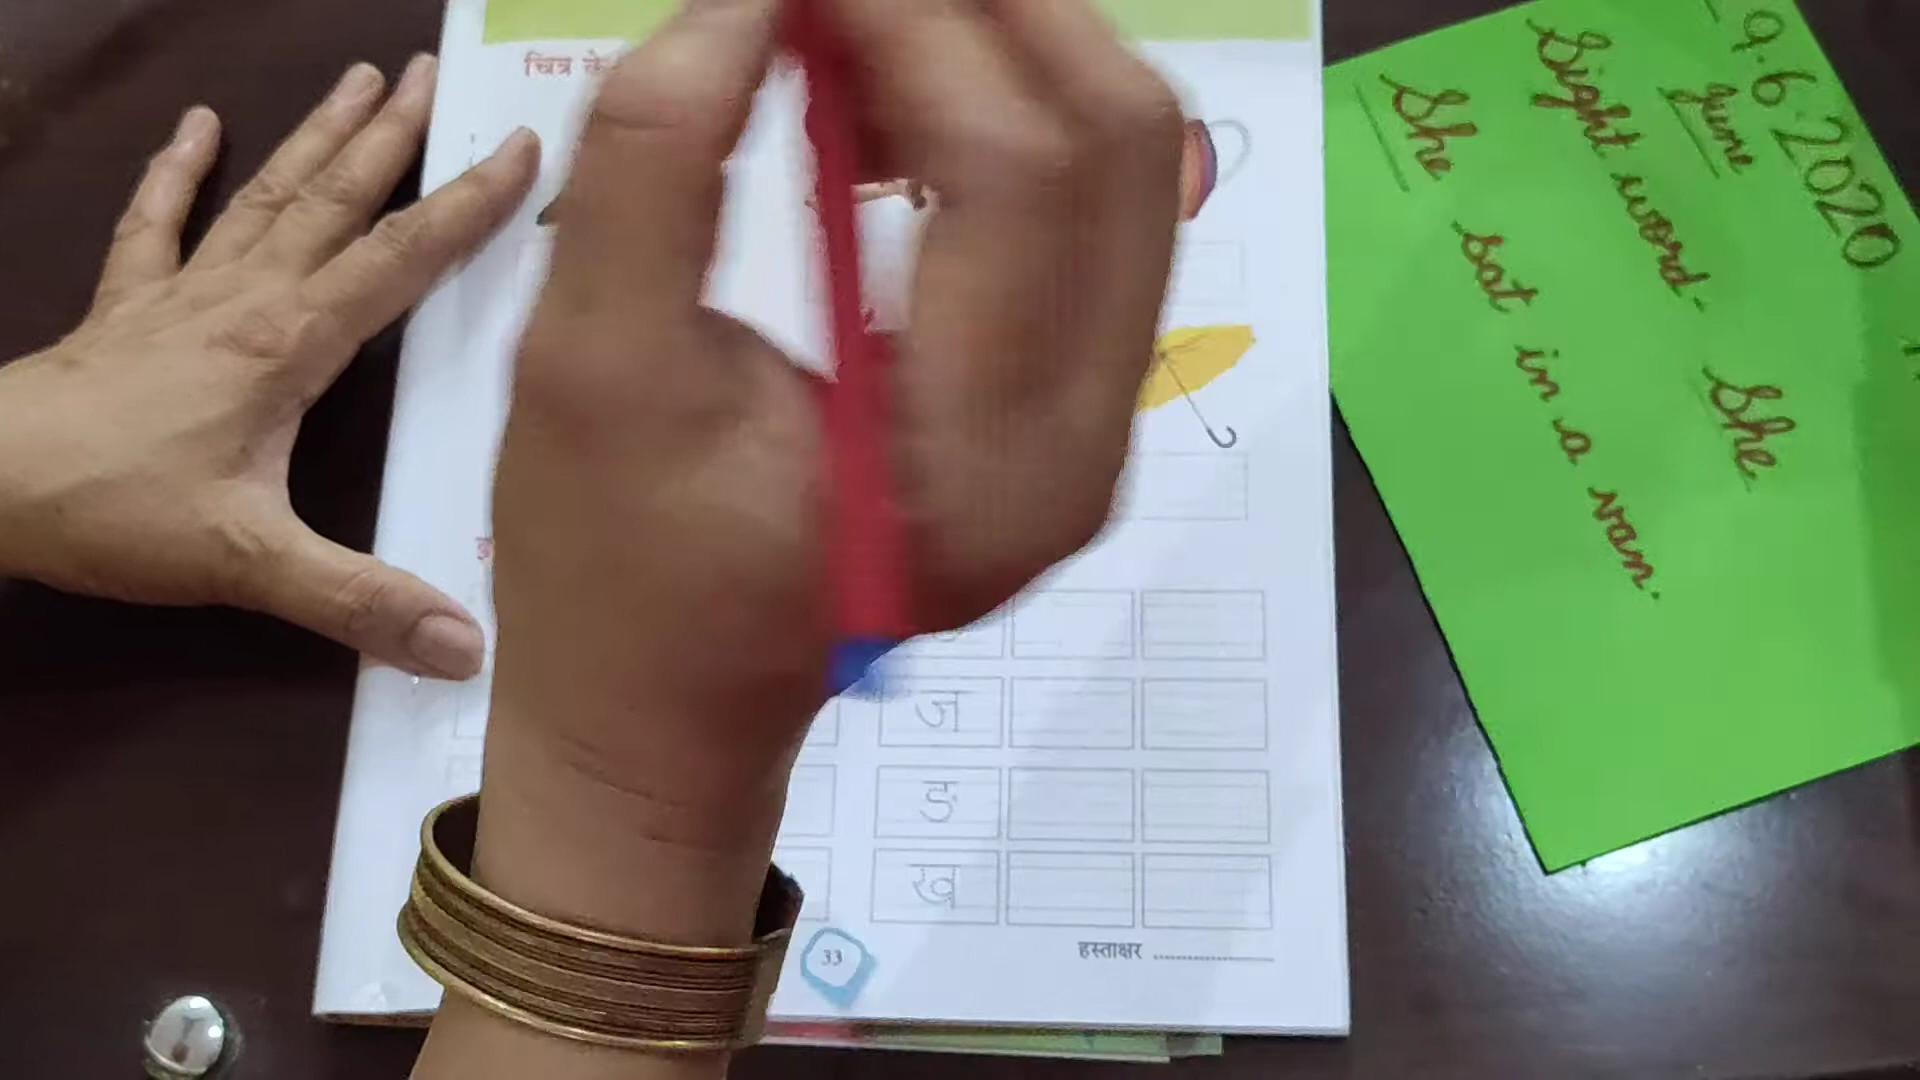 चित्र
ज
ङ
ख
33
हस्ताक्षर ..................
9.6.2020
June
Sight word- She
She sat in a van.